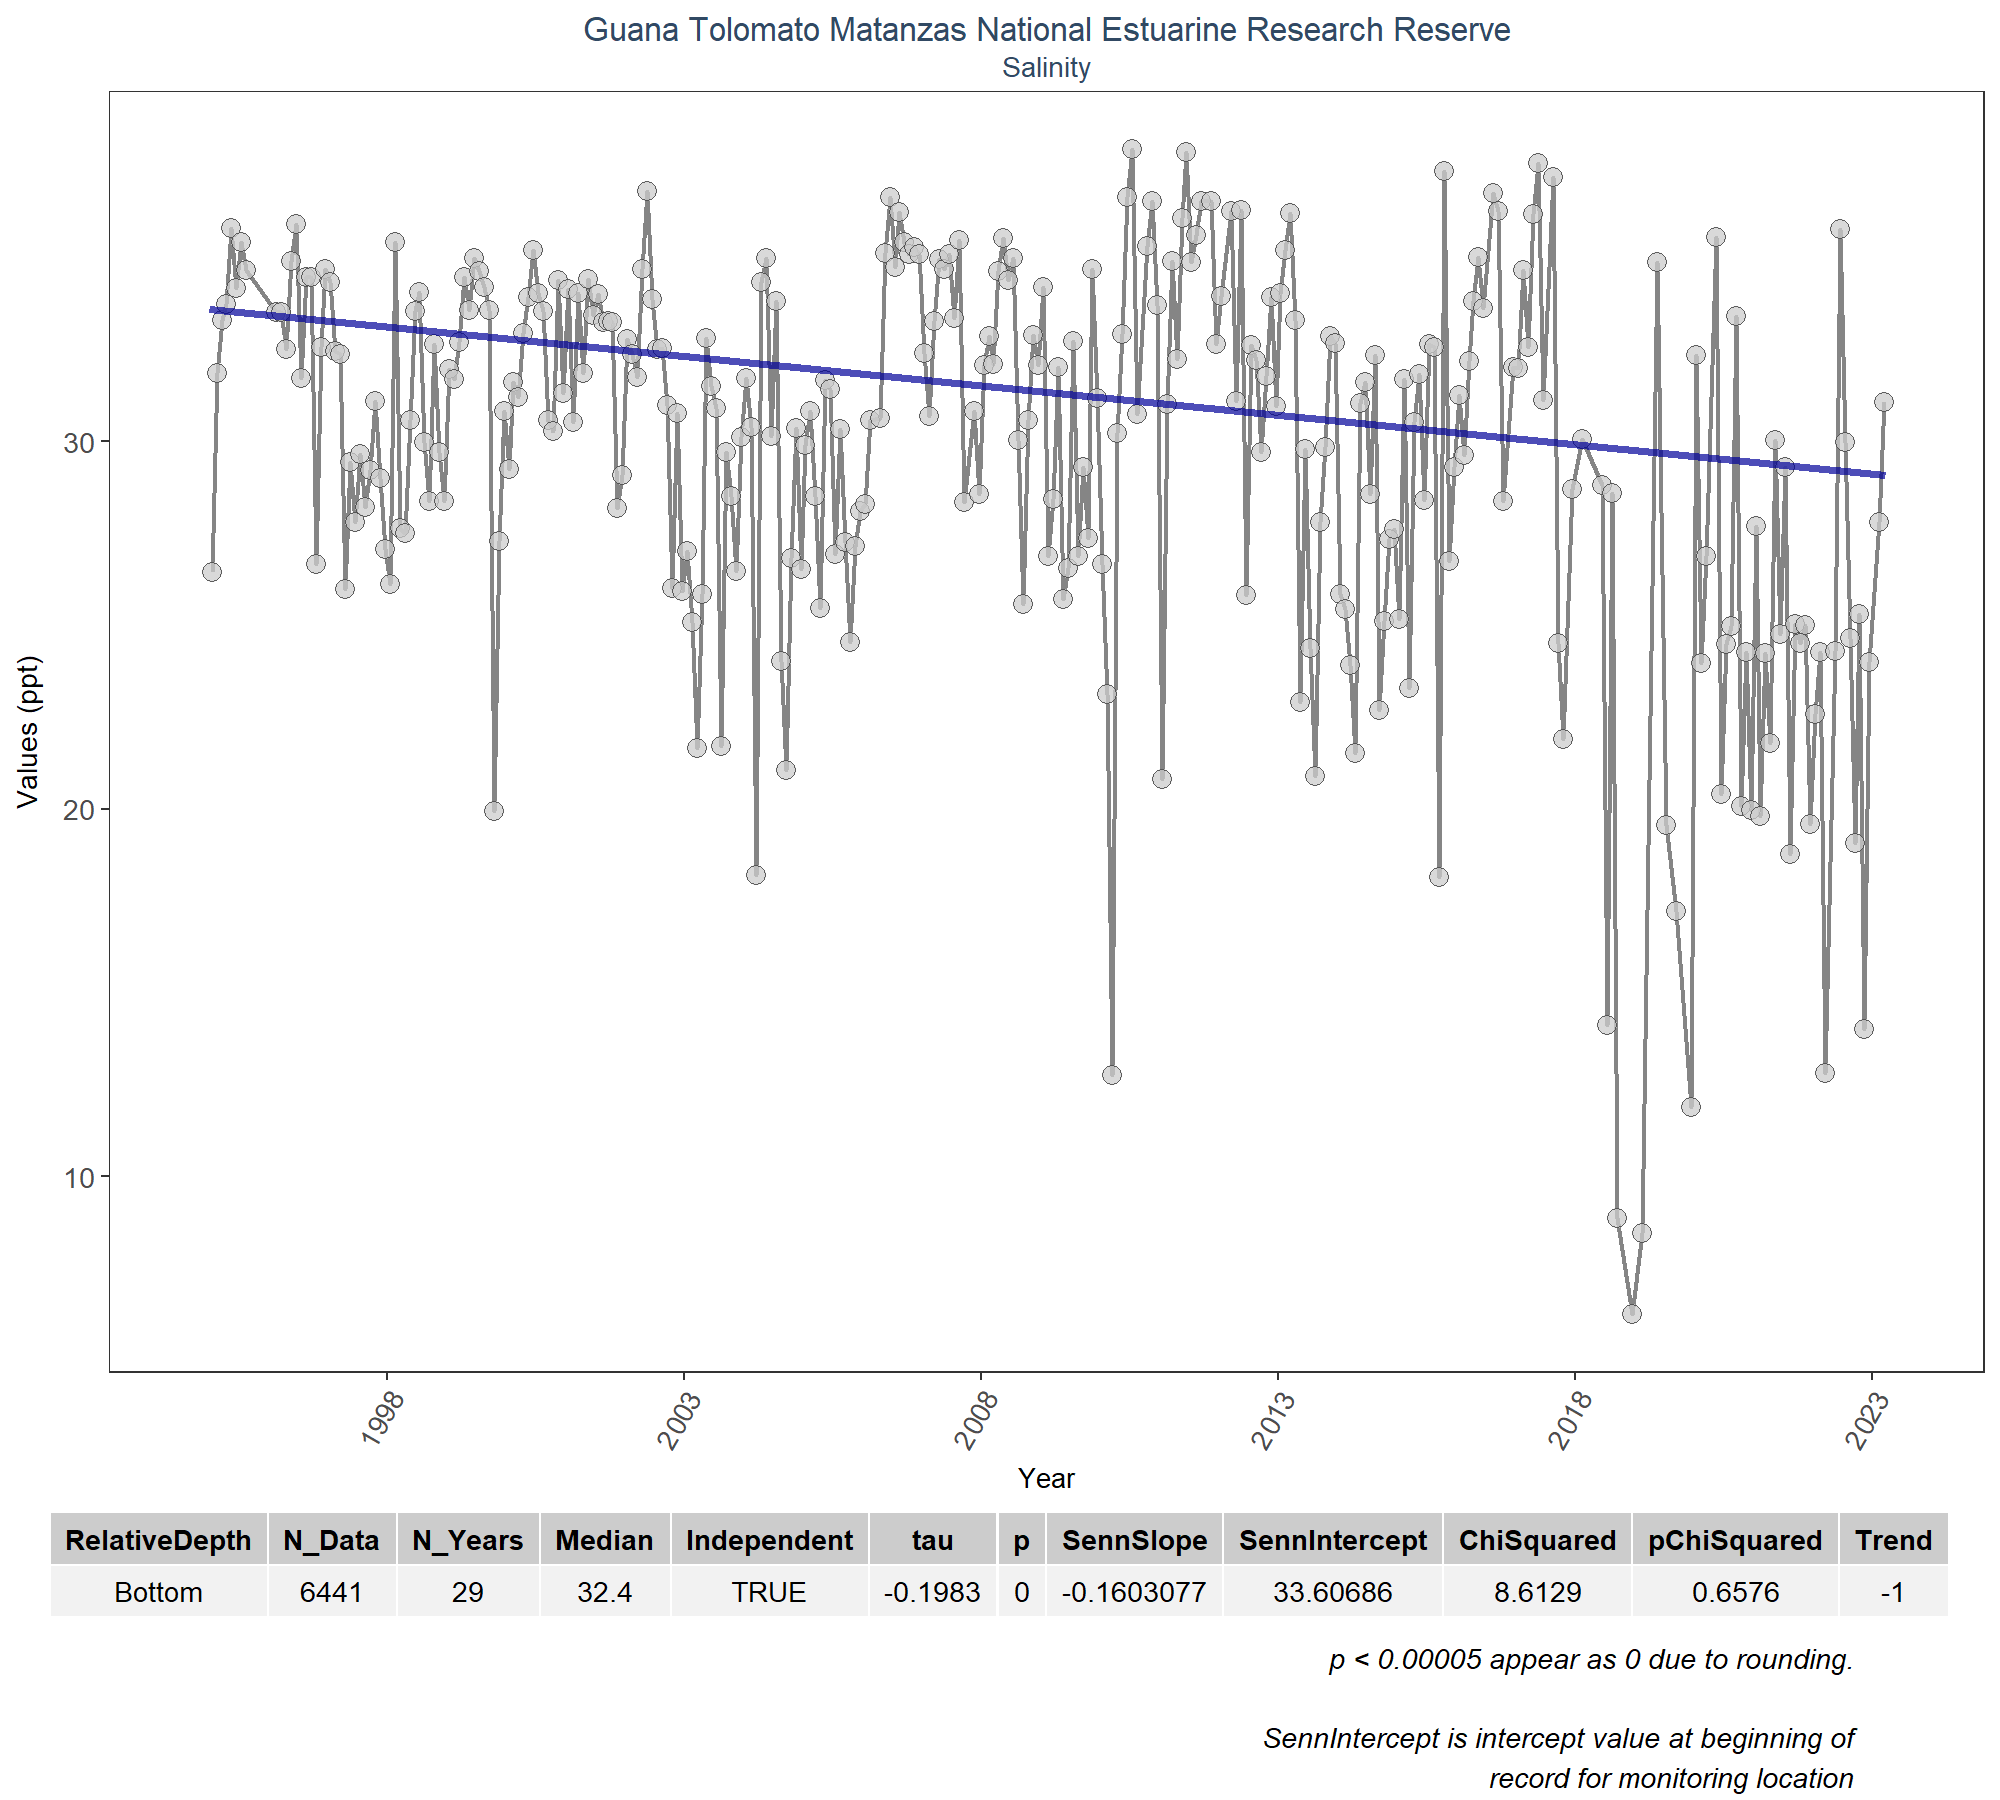 Guana Tolomato Matanzas National Estuarine Research Reserve
Salinity
Values (ppt)
30
20
10
1998 2003 2008 2013 2018 2023
Year
RelativeDepth N_Data N_Years Median Independent tau p SennSlope SennIntercept ChiSquared pChiSquared Trend
Bottom 6441 29 32.4 TRUE -0.1983 0 -0.1603077 33.60686 8.6129 0.6576 -1
p < 0.00005 appear as 0 due to rounding.
SennIntercept is intercept value at beginning of
record for monitoring location